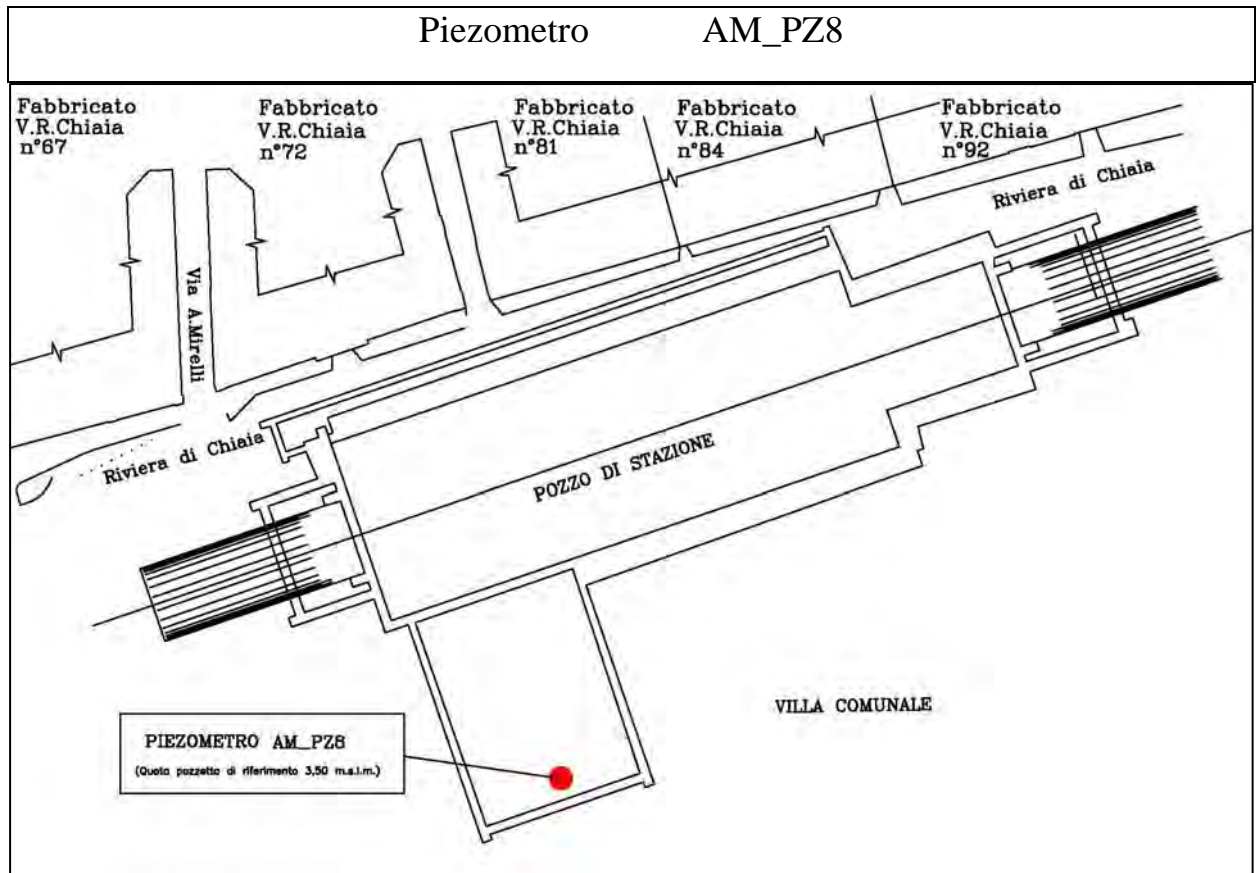 Piezometro AM_PZ8
Fabbricato
V.R.Chiaia
n°67
Fabbricato
V.R.Chiaia
n°72
Fabbricato
V.R.Chiaia
n°81
Fabbricato
V.R.Chiaia
n°84
Fabbricato
V.R.Chiaia
n°92
Riviera di Chiaia
Via A.Mirelli
Riviera di Chiaia
POZZO DI STAZIONE
VILLA COMUNALE
PIEZOMETRO AM_PZ8
(Quota pozzetto di riferimento 3,50 m.s.l.m.)